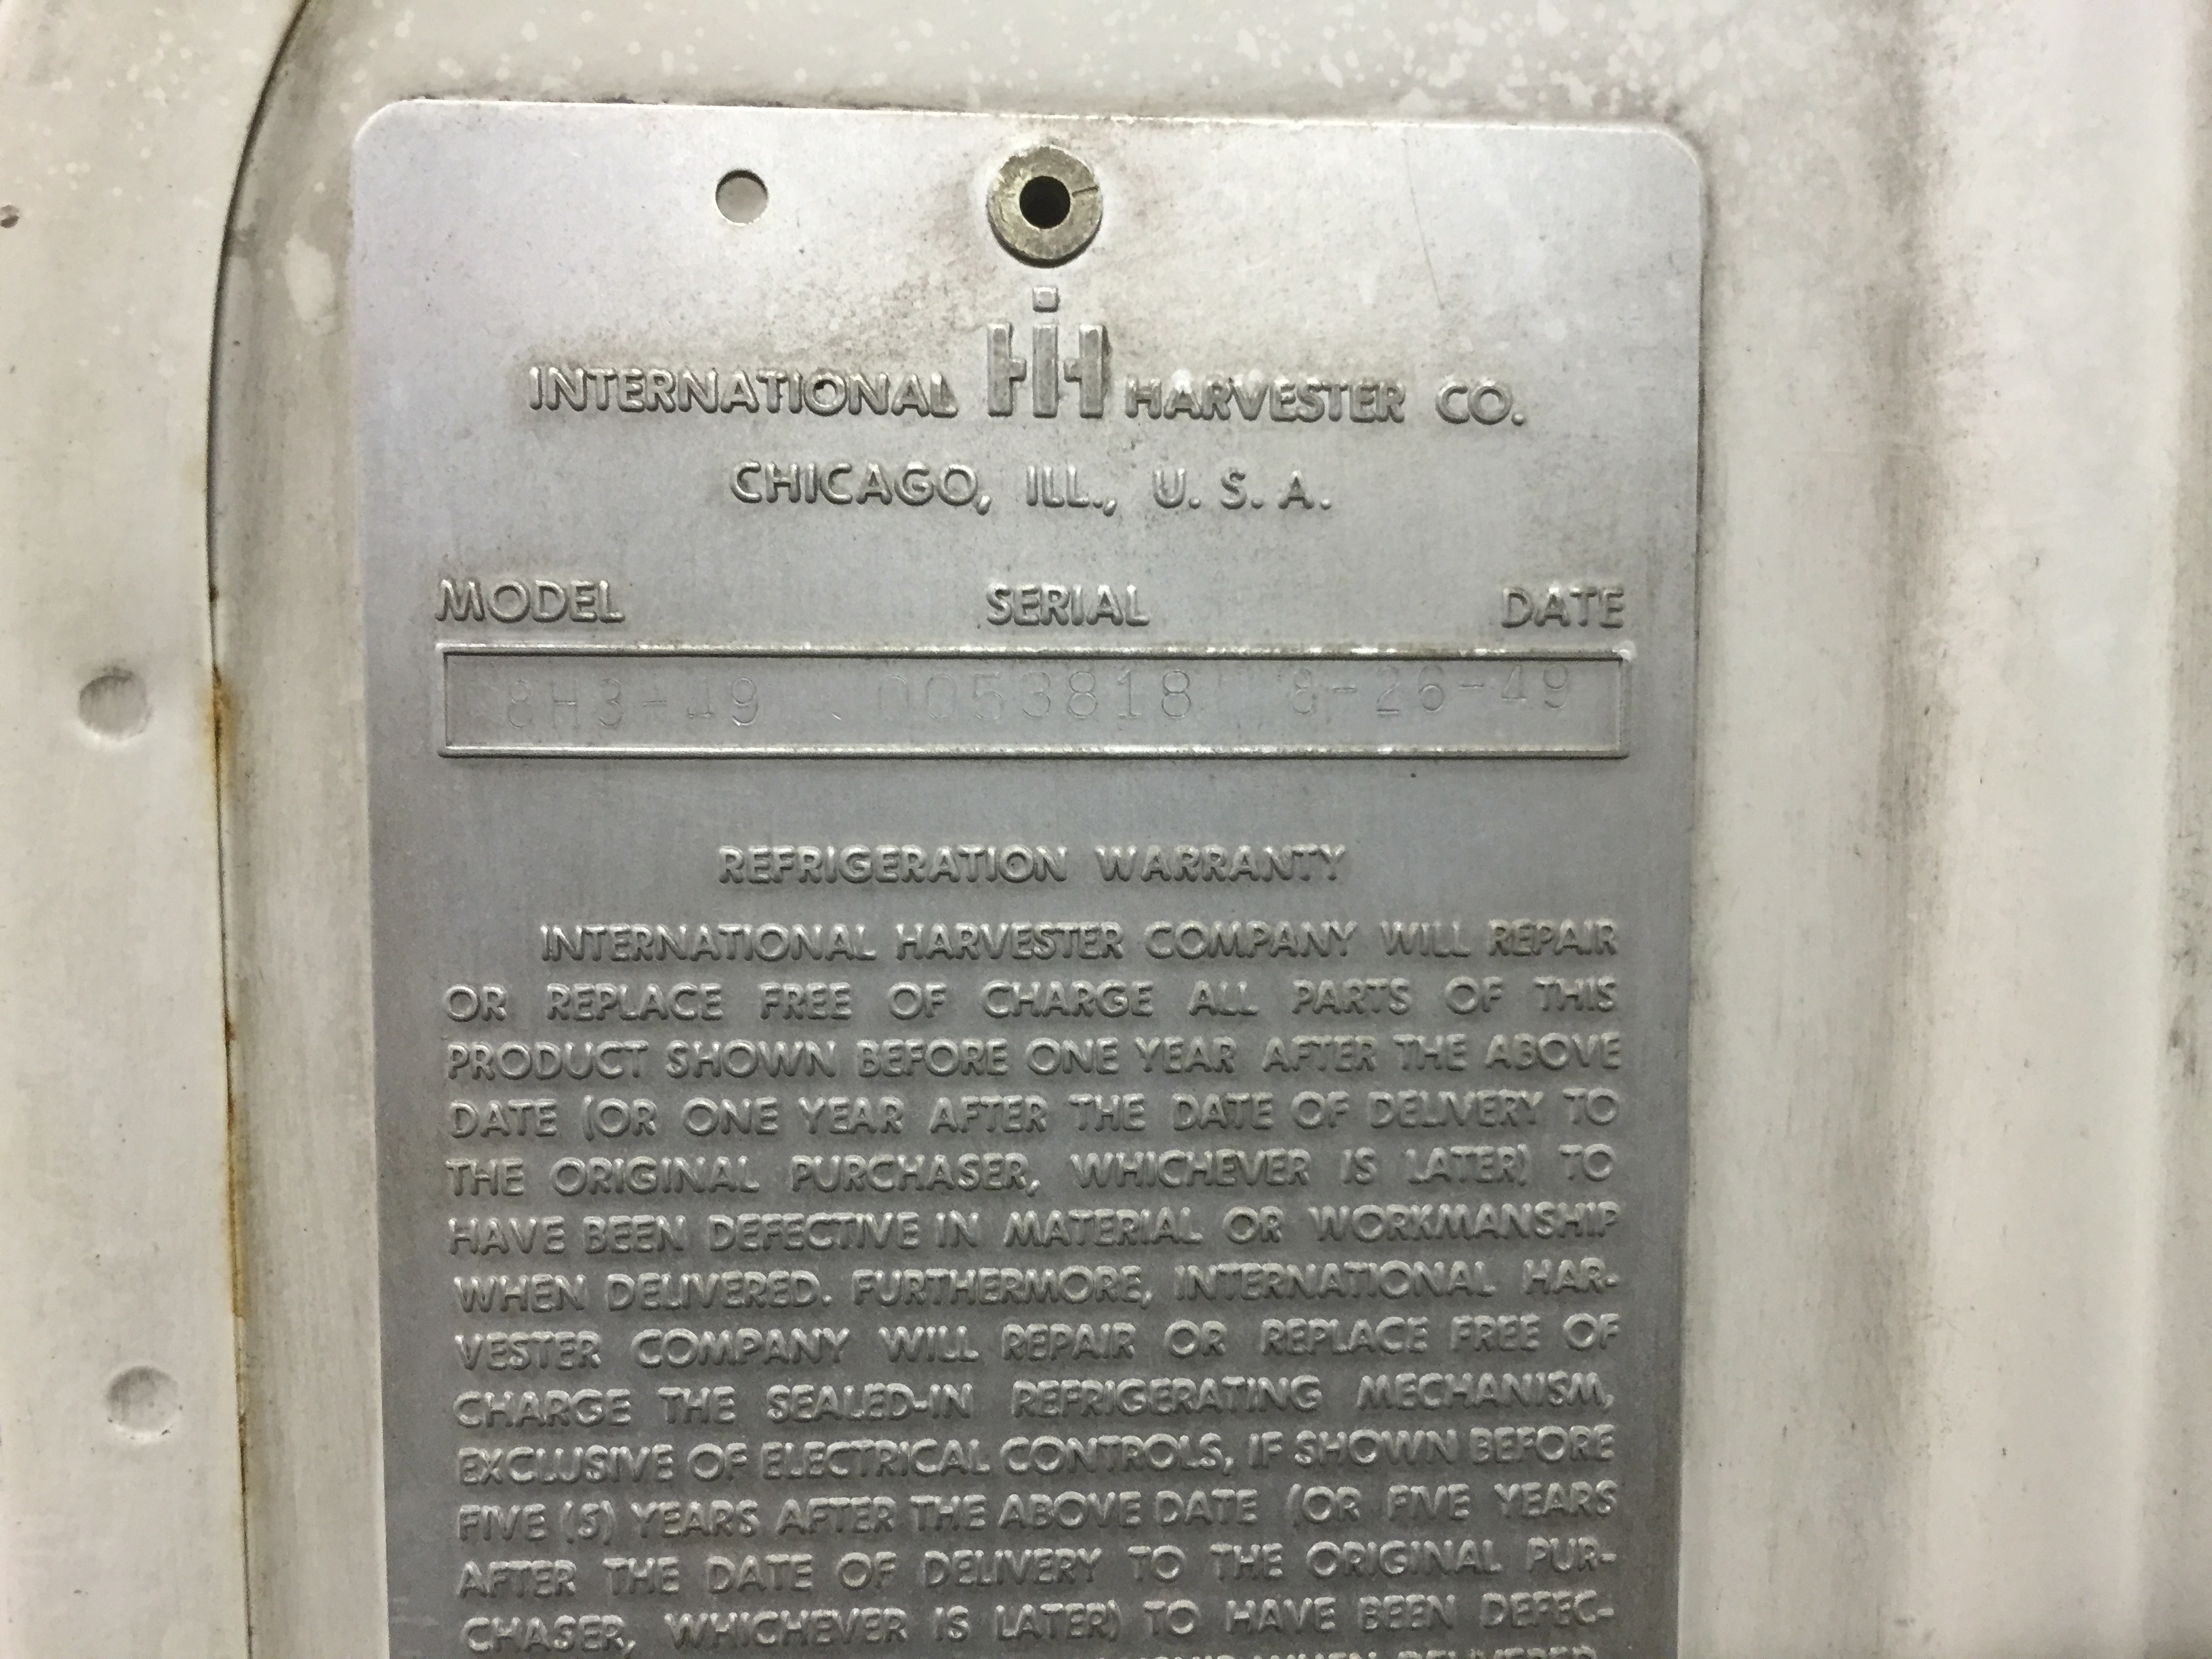 INTERNATIONAL IH HARVESTER CO.
CHICAGO, ILL., U. S. A.
MODEL SERIAL DATE
8H3-49 0053818 8-26-49
REFRIGERATION WARRANTY
INTERNATIONAL HARVESTER COMPANY WILL REPAIR
OR REPLACE FREE OF CHARGE ALL PARTS OF THIS
PRODUCT SHOWN BEFORE ONE YEAR AFTER THE ABOVE
DATE (OR ONE YEAR AFTER THE DATE OF DELIVERY TO
THE ORIGINAL PURCHASER, WHICHEVER IS LATER) TO
HAVE BEEN DEFECTIVE IN MATERIAL OR WORKMANSHIP
WHEN DELIVERED. FURTHERMORE, INTERNATIONAL HAR-
VESTER COMPANY WILL REPAIR OR REPLACE FREE OF
CHARGE THE SEALED-IN REFRIGERATING MECHANISM,
EXCLUSIVE OF ELECTRICAL CONTROLS, IF SHOWN BEFORE
FIVE (5) YEARS AFTER THE ABOVE DATE (OR FIVE YEARS
AFTER THE DATE OF DELIVERY TO THE ORIGINAL PUR-
CHASER, WHICHEVER IS LATER) TO HAVE BEEN DEFEC-
WHEN DELIVERED.